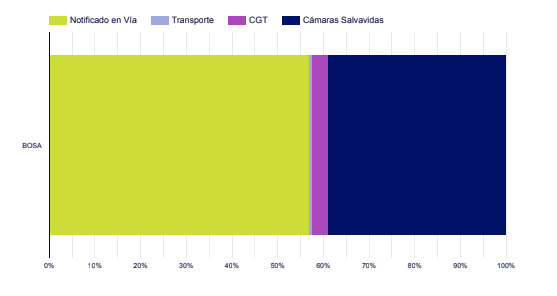 Notificado en Vía Transporte CGT Cámaras Salvavidas
BOSA
0% 10% 20% 30% 40% 50% 60% 70% 80% 90% 100%